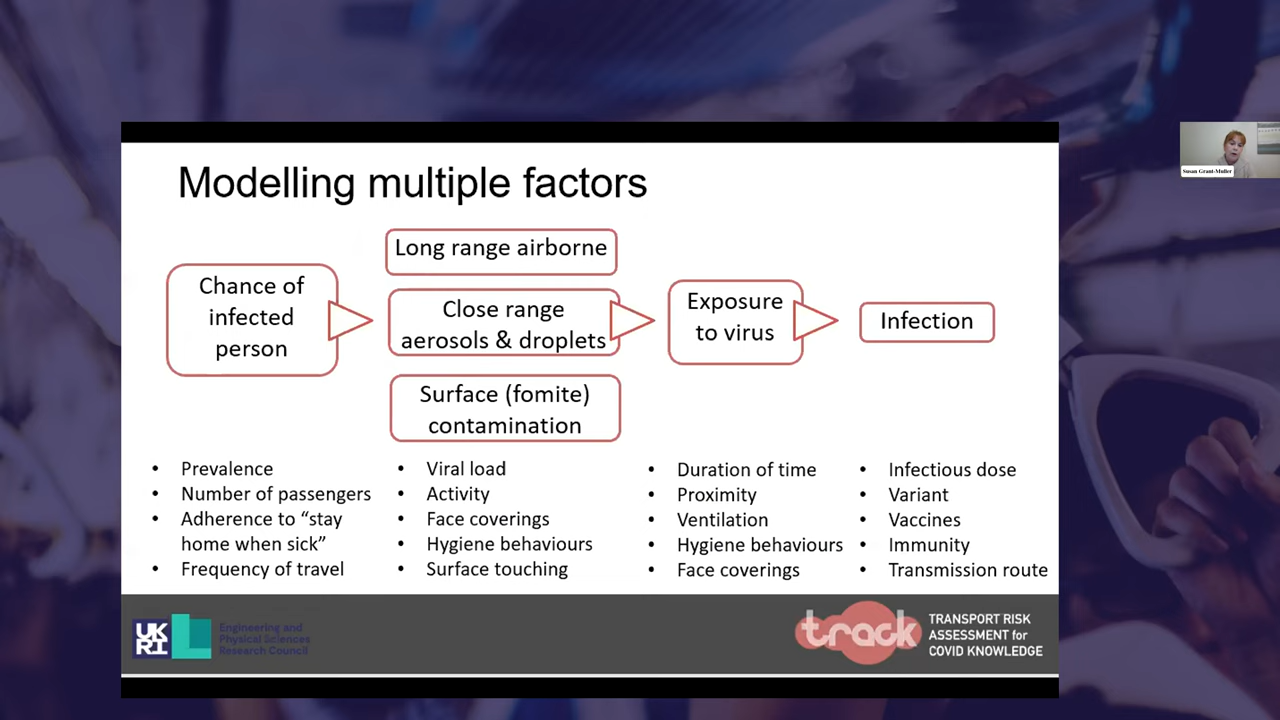 Modelling multiple factors
Chance of
infected
person
Long range airborne
Close range
aerosols & droplets
Surface (fomite)
contamination
Exposure
to virus
Infection
• Prevalence
• Number of passengers
• Adherence to “stay
home when sick”
• Frequency of travel
• Viral load
• Activity
• Face coverings
• Hygiene behaviours
• Surface touching
• Duration of time
• Proximity
• Ventilation
• Hygiene behaviours
• Face coverings
• Infectious dose
• Variant
• Vaccines
• Immunity
• Transmission route
UK
RI
Engineering and
Physical Sciences
Research Council
track
TRANSPORT RISK
ASSESSMENT for
COVID KNOWLEDGE
Susan Grant-Muller